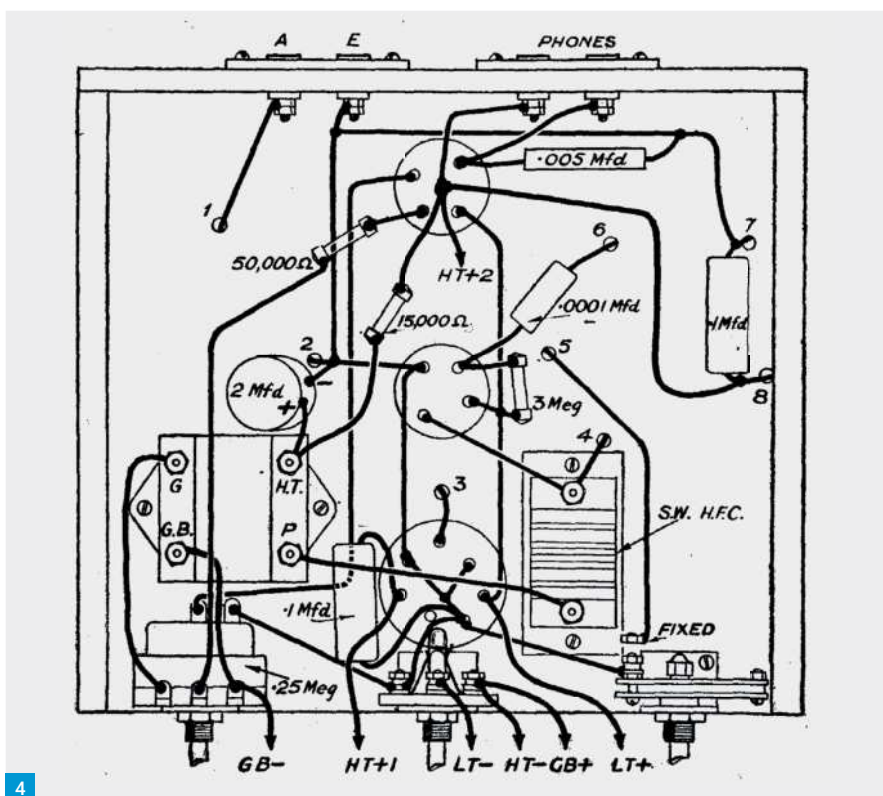 A E PHONES
.005 Mfd
1
6
7
50,000Ω
HT+2
.0001 Mfd
15,000Ω
.1Mfd
2
5
2 Mfd
-
+
3 Meg
8
4
G
H.T.
3
S.W. H.F.C.
G.B.
P
.1 Mfd
FIXED
.25 Meg
GB- HT+1 LT- HT- GB+ LT+
4